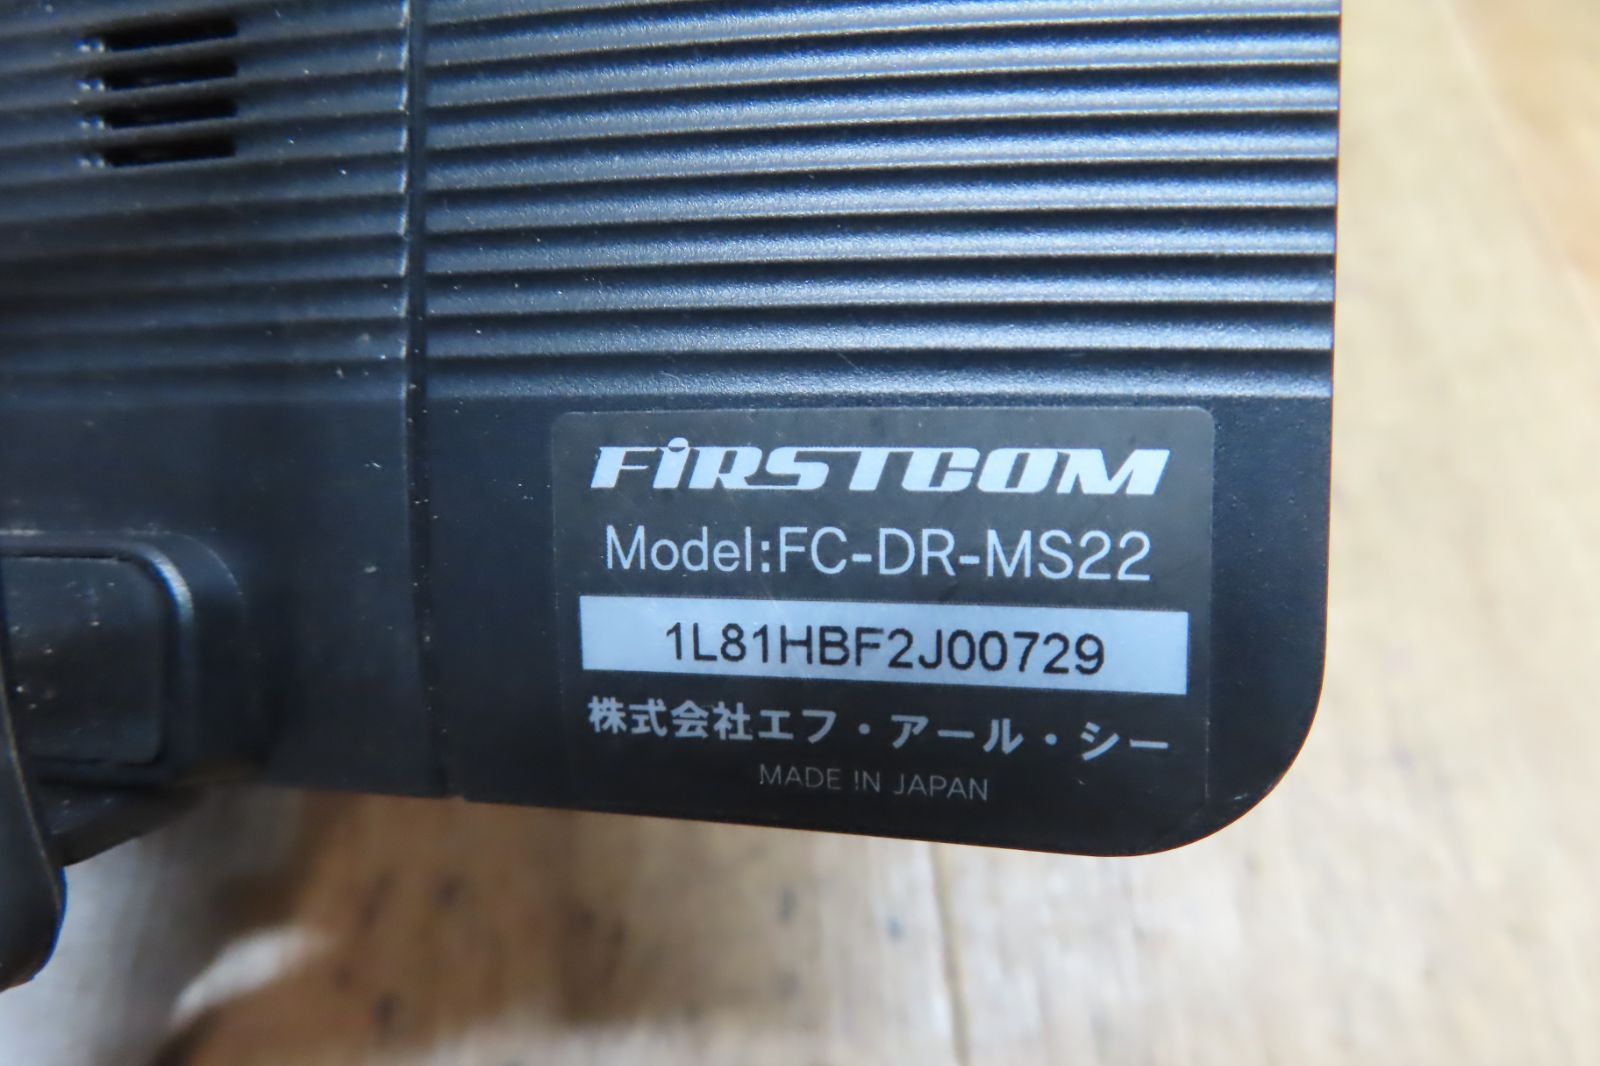 FiRSTCOM
Model:FC-DR-MS22
1L81HBF2J00729
株式会社エフ・アール・シー
MADE IN JAPAN